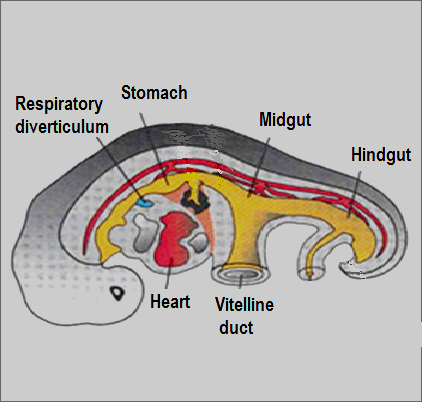 Stomach
Respiratory
diverticulum
Midgut
Hindgut
Heart
Vitelline
duct